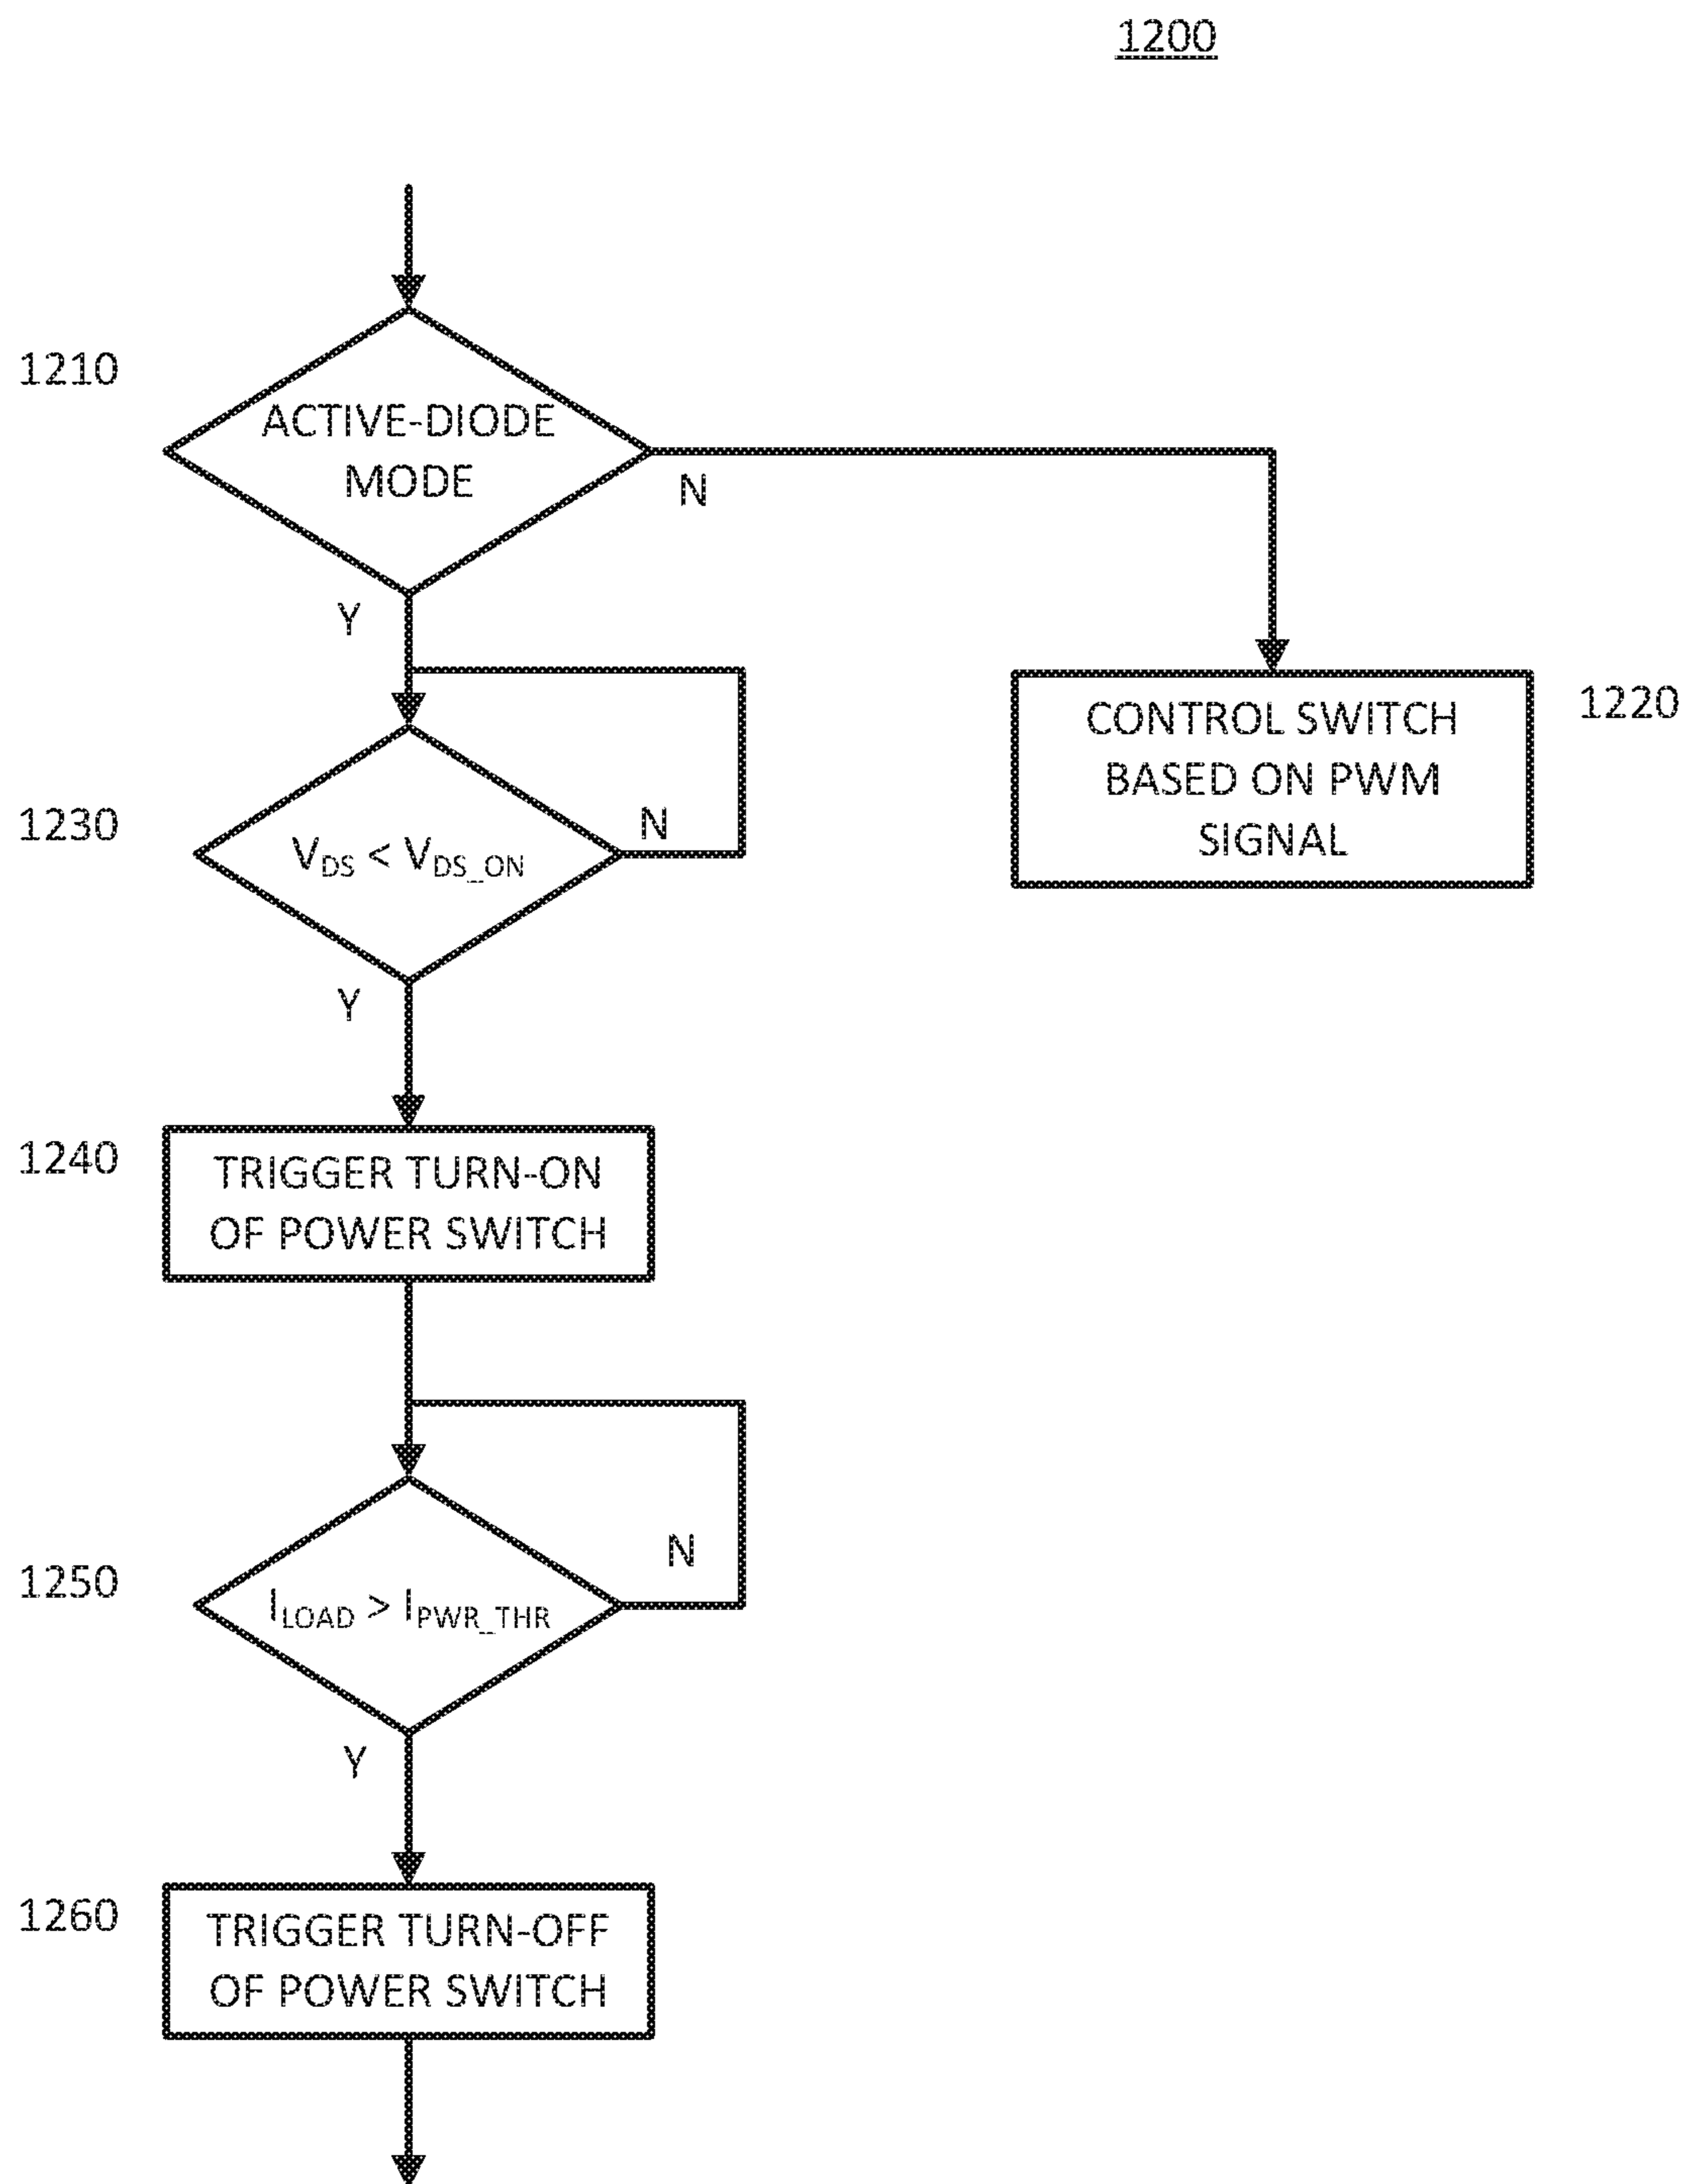 1200
1210
ACTIVE-DIODE
MODE
N
Y
1220
CONTROL SWITCH
BASED ON PWM
SIGNAL
1230
V_DS < V_DS_ON
N
Y
1240
TRIGGER TURN-ON
OF POWER SWITCH
1250
I_LOAD > I_PWR_THR
N
Y
1260
TRIGGER TURN-OFF
OF POWER SWITCH